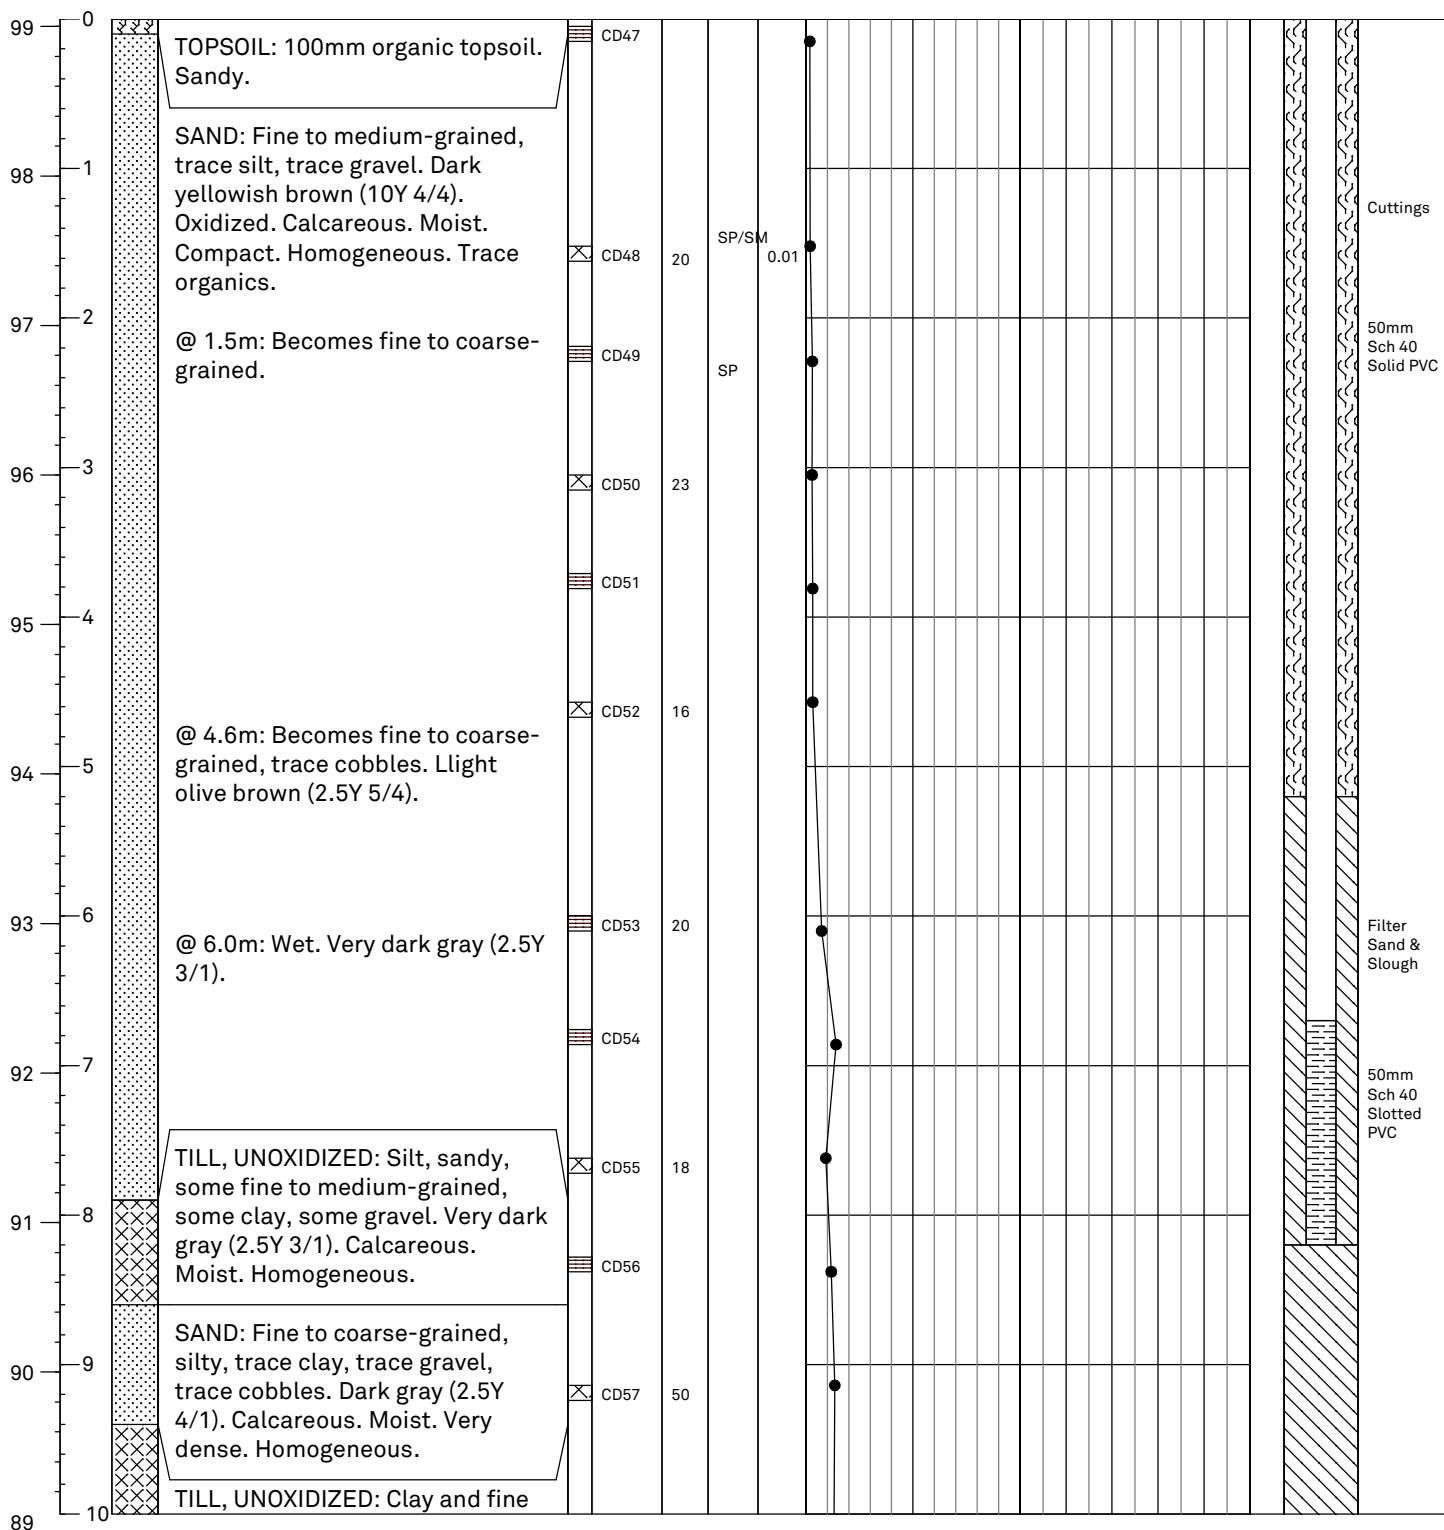 99
0
98
1
97
2
96
3
95
4
94
5
93
6
92
7
91
8
90
9
89
10
TOPSOIL: 100mm organic topsoil.
Sandy.
SAND: Fine to medium-grained,
trace silt, trace gravel. Dark
yellowish brown (10Y 4/4).
Oxidized. Calcareous. Moist.
Compact. Homogeneous. Trace
organics.
@ 1.5m: Becomes fine to coarse-
grained.
@ 4.6m: Becomes fine to coarse-
grained, trace cobbles. Llight
olive brown (2.5Y 5/4).
@ 6.0m: Wet. Very dark gray (2.5Y
3/1).
TILL, UNOXIDIZED: Silt, sandy,
some fine to medium-grained,
some clay, some gravel. Very dark
gray (2.5Y 3/1). Calcareous.
Moist. Homogeneous.
SAND: Fine to coarse-grained,
silty, trace clay, trace gravel,
trace cobbles. Dark gray (2.5Y
4/1). Calcareous. Moist. Very
dense. Homogeneous.
TILL, UNOXIDIZED: Clay and fine
CD47
CD48 20 SP/SM 0.01
CD49 SP
CD50 23
CD51
CD52 16
CD53 20
CD54
CD55 18
CD56
CD57 50
Cuttings
50mm
Sch 40
Solid PVC
Filter
Sand &
Slough
50mm
Sch 40
Slotted
PVC